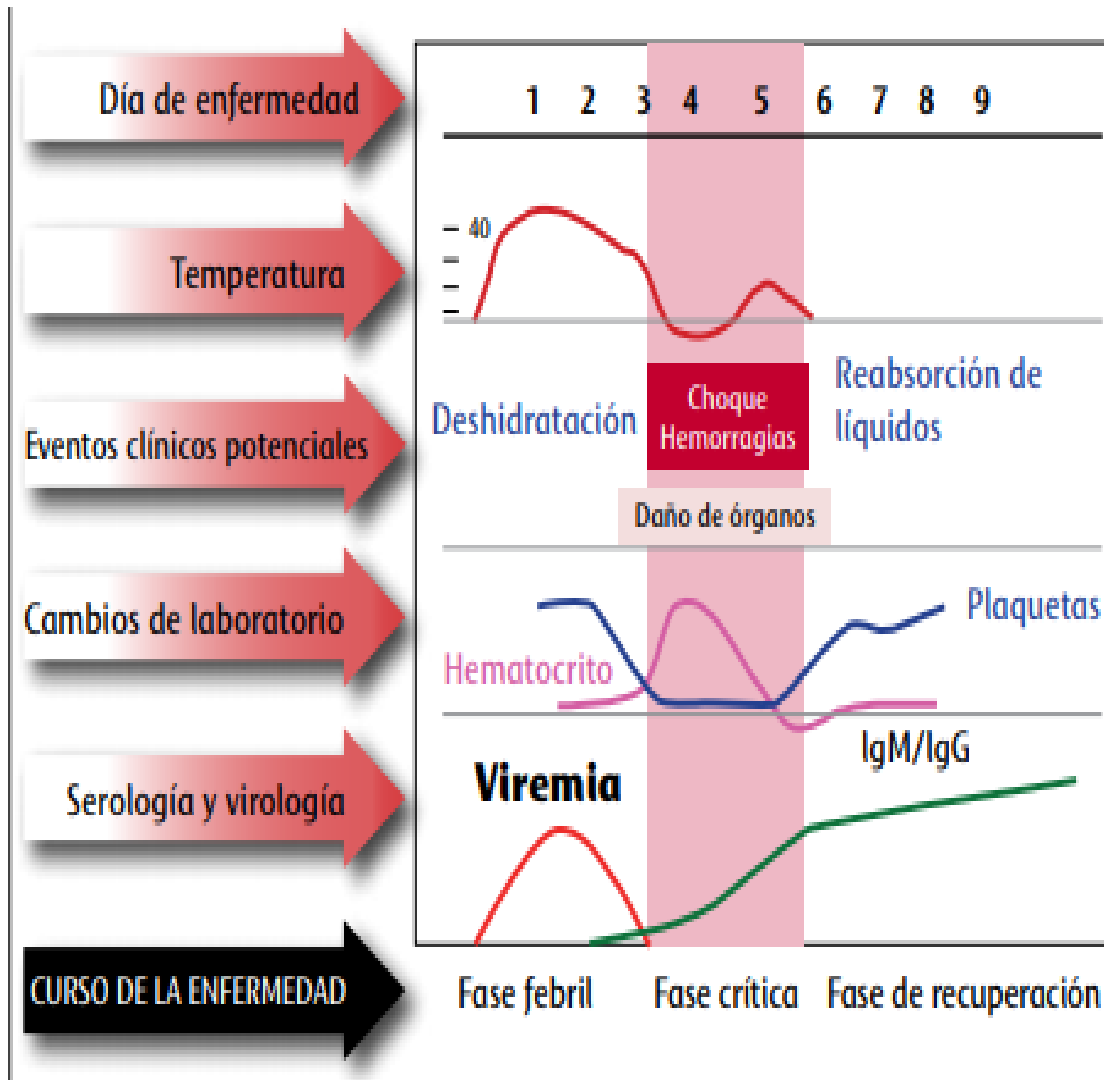 Día de enfermedad
1 2 3 4 5 6 7 8 9
Temperatura
40
Eventos clínicos potenciales
Deshidratación
Choque
Hemorragias
Reabsorción de
líquidos
Daño de órganos
Cambios de laboratorio
Plaquetas
Hematocrito
Serología y virología
Viremia
IgM/IgG
CURSO DE LA ENFERMEDAD
Fase febril
Fase crítica
Fase de recuperación